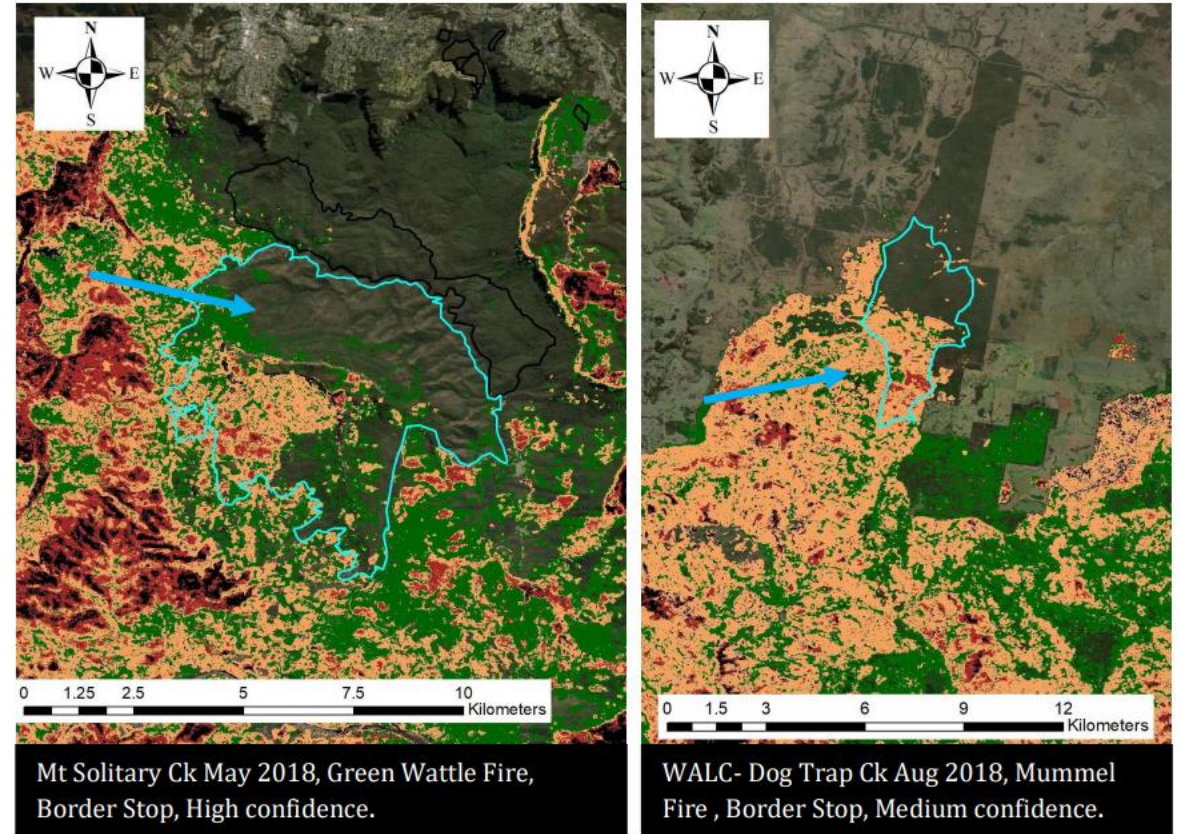 N
W E
S
0 1.25 2.5 5 7.5 10
Kilometers
Mt Solitary Ck May 2018, Green Wattle Fire,
Border Stop, High confidence.
N
W E
S
0 1.5 3 6 9 12
Kilometers
WALC- Dog Trap Ck Aug 2018, Mummel
Fire , Border Stop, Medium confidence.